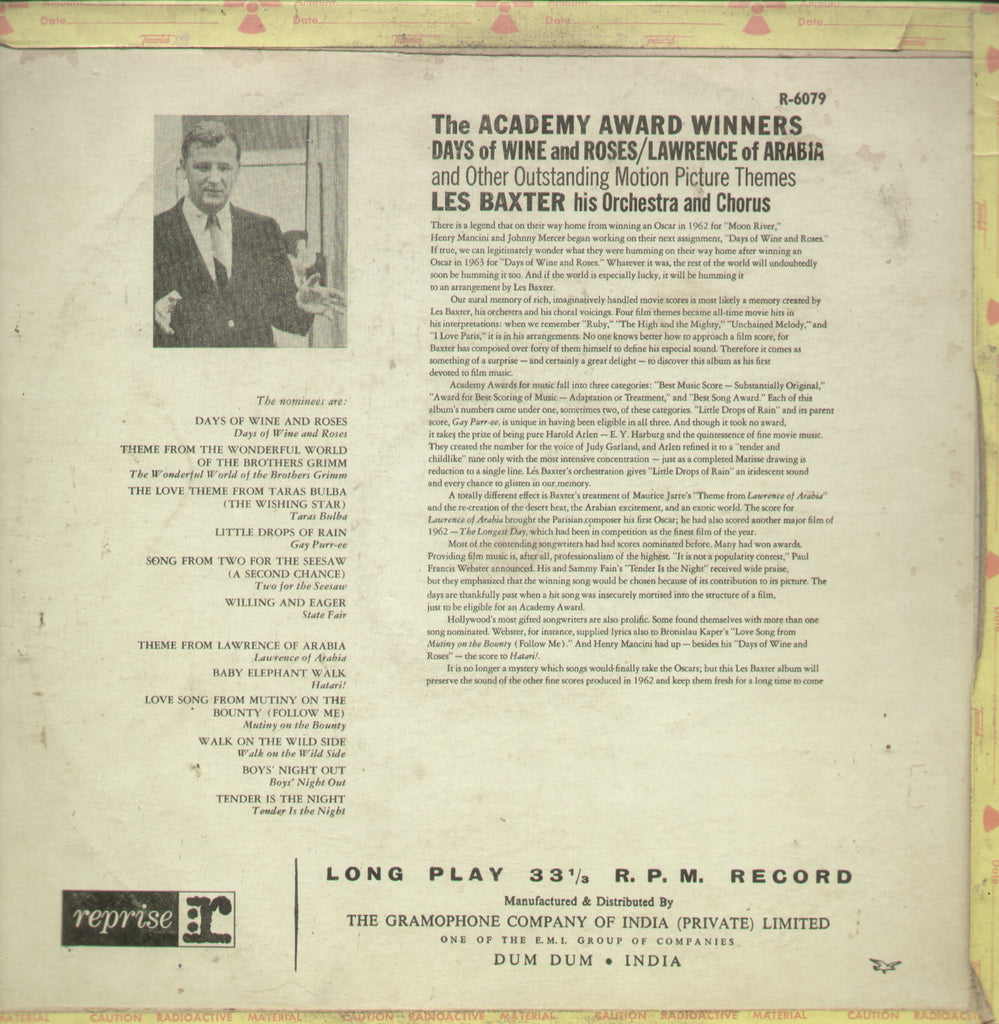 Date
Date
Date
R-6079
The ACADEMY AWARD WINNERS
DAYS of WINE and ROSES/LAWRENCE of ARABIA
and Other Outstanding Motion Picture Themes
LES BAXTER his Orchestra and Chorus
There is a legend that on their way home from winning an Oscar in 1962 for "Moon River,"
Henry Mancini and Johnny Mercer began working on their next assignment, "Days of Wine and Roses."
If true, we can legitimately wonder what they were humming on their way home after winning an
Oscar in 1963 for "Days of Wine and Roses." Whatever it was, the rest of the world will undoubtedly
soon be humming it too. And if the world is especially lucky, it will be humming it
to an arrangement by Les Baxter.
Our aural memory of rich, imaginatively handled movie scores is most likely a memory created by
Les Baxter, his orchestra and his choral voicings. Four film themes became all-time movie hits in
his interpretations: when we remember "Ruby," "The High and the Mighty," "Unchained Melody," and
"I Love Paris," it is in his arrangements. No one knows better how to approach a film score, for
Baxter has composed over forty of them himself to define his especial sound. Therefore it comes as
something of a surprise — and certainly a great delight — to discover this album as his first
devoted to film music.
Academy Awards for music fall into three categories: "Best Music Score — Substantially Original,"
"Award for Best Scoring of Music — Adaptation or Treatment," and "Best Song Award." Each of this
album's numbers came under one, sometimes two, of these categories. "Little Drops of Rain" and its parent
score, Gay Purr-ee, is unique in having been eligible in all three. And though it took no award,
it takes the prize of being pure Harold Arlen — E. Y. Harburg and the quintessence of fine movie music.
They created the number for the voice of Judy Garland, and Arlen refined it to a "tender and
childlike" tune only with the most intensive concentration — just as a completed Matisse drawing is
reduction to a single line. Les Baxter's orchestration gives "Little Drops of Rain" an iridescent sound
and every chance to glisten in our memory.
A totally different effect is Baxter's treatment of Maurice Jarre's "Theme from Lawrence of Arabia"
and the re-creation of the desert heat, the Arabian excitement, and an exotic world. The score for
Lawrence of Arabia brought the Parisian composer his first Oscar; he had also scored another major film of
1962 — The Longest Day, which had been in competition as the finest film of the year.
Most of the contending songwriters had had scores nominated before. Many had won awards.
Providing film music is, after all, professionalism of the highest. "It is not a popularity contest," Paul
Francis Webster announced. His and Sammy Fain's "Tender Is the Night" received wide praise,
but they emphasized that the winning song would be chosen because of its contribution to its picture. The
days are thankfully past when a hit song was insecurely mortised into the structure of a film,
just to be eligible for an Academy Award.
Hollywood's most gifted songwriters are also prolific. Some found themselves with more than one
song nominated. Webster, for instance, supplied lyrics also to Bronislau Kaper's "Love Song from
Mutiny on the Bounty (Follow Me)." And Henry Mancini had up — besides his "Days of Wine and
Roses" — the score to Hatari!.
It is no longer a mystery which songs would finally take the Oscars; but this Les Baxter album will
preserve the sound of the other fine scores produced in 1962 and keep them fresh for a long time to come
The nominees are:
DAYS OF WINE AND ROSES
Days of Wine and Roses
THEME FROM THE WONDERFUL WORLD
OF THE BROTHERS GRIMM
The Wonderful World of the Brothers Grimm
THE LOVE THEME FROM TARAS BULBA
(THE WISHING STAR)
Taras Bulba
LITTLE DROPS OF RAIN
Gay Purr-ee
SONG FROM TWO FOR THE SEESAW
(A SECOND CHANCE)
Two for the Seesaw
WILLING AND EAGER
State Fair
THEME FROM LAWRENCE OF ARABIA
Lawrence of Arabia
BABY ELEPHANT WALK
Hatari!
LOVE SONG FROM MUTINY ON THE
BOUNTY (FOLLOW ME)
Mutiny on the Bounty
WALK ON THE WILD SIDE
Walk on the Wild Side
BOYS' NIGHT OUT
Boys' Night Out
TENDER IS THE NIGHT
Tender Is the Night
reprise r:
LONG PLAY 33 1/3 R. P. M. RECORD
Manufactured & Distributed By
THE GRAMOPHONE COMPANY OF INDIA (PRIVATE) LIMITED
ONE OF THE E.M.I. GROUP OF COMPANIES
DUM DUM • INDIA
MATERIAL CAUTION RADIOACTIVE MATERIAL CAUTION RADIOACTIVE MATERIAL CAUTION RADIOACTIVE MATERIAL CAUTION RADIOACTIVE